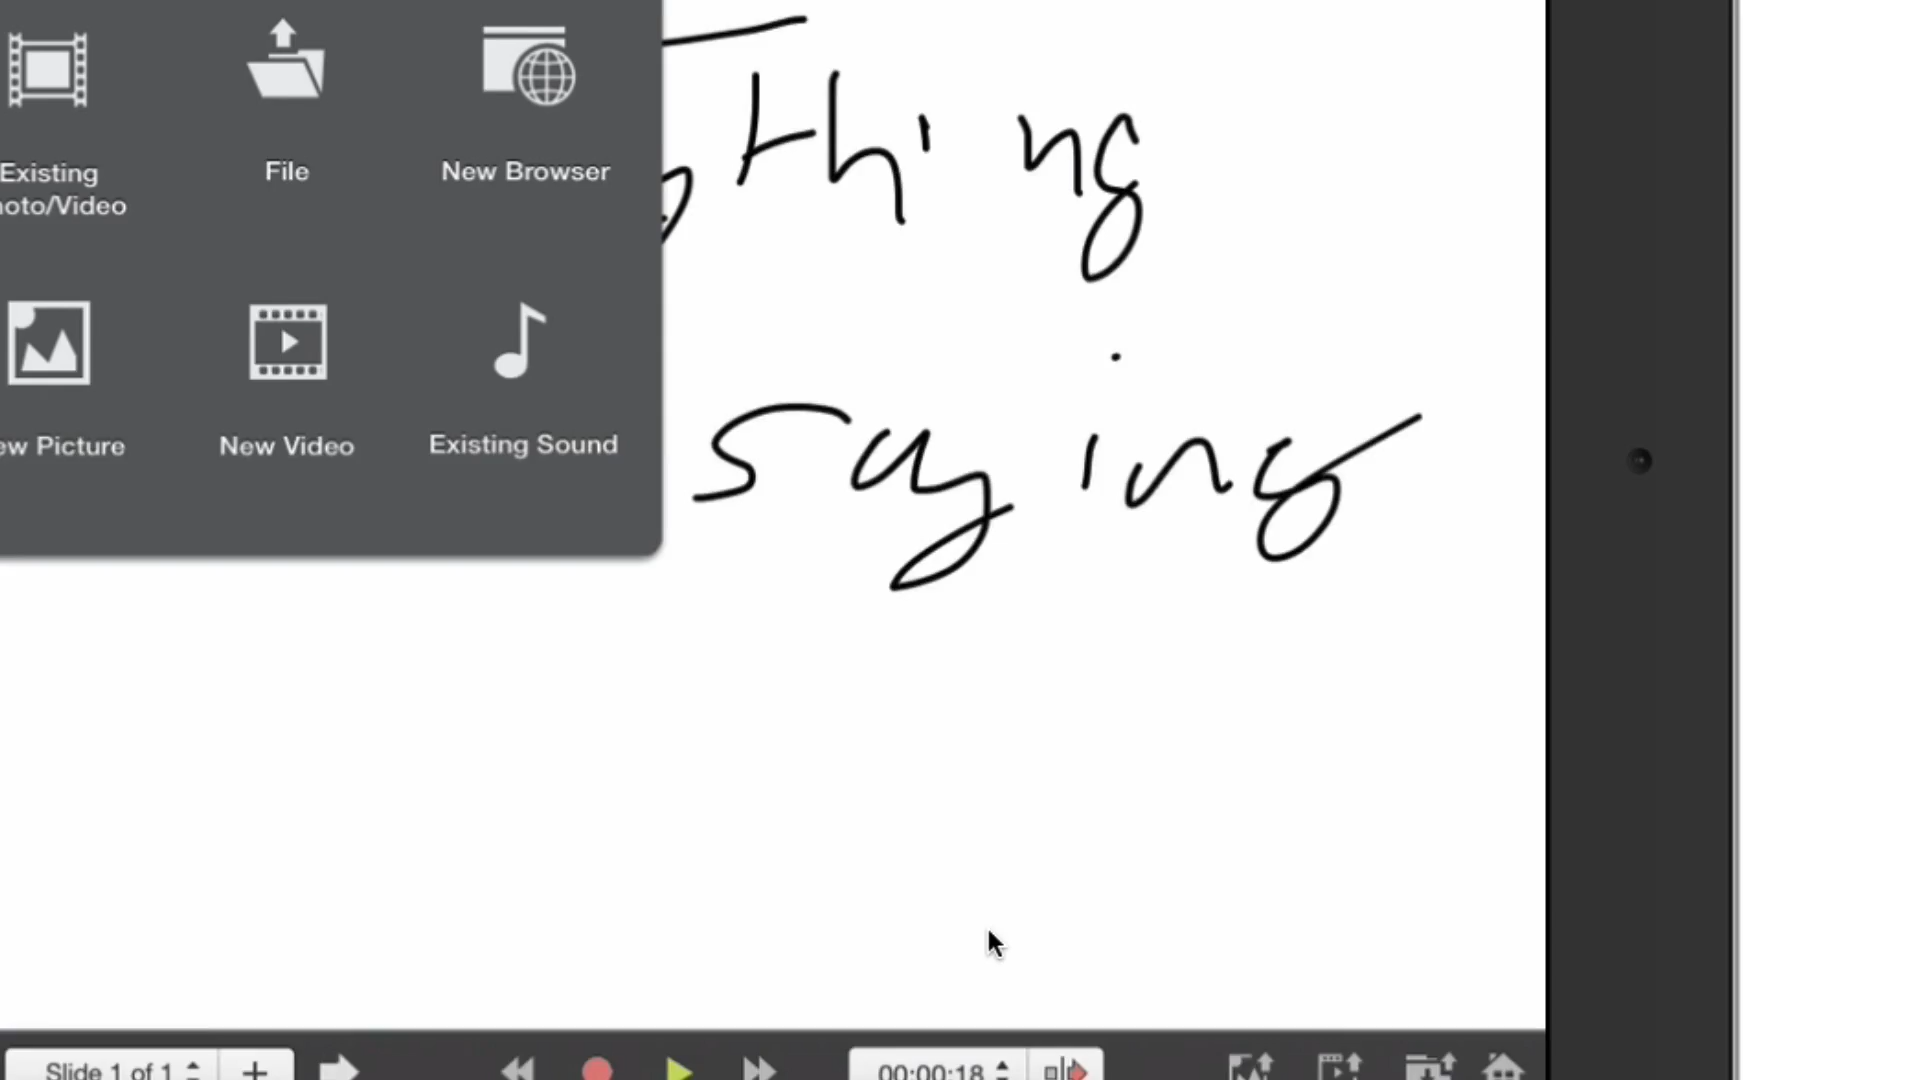 Existing
oto/Video
File
New Browser
thing
ew Picture
New Video
Existing Sound
saying
Slide 1 of 1
+
00:00:18